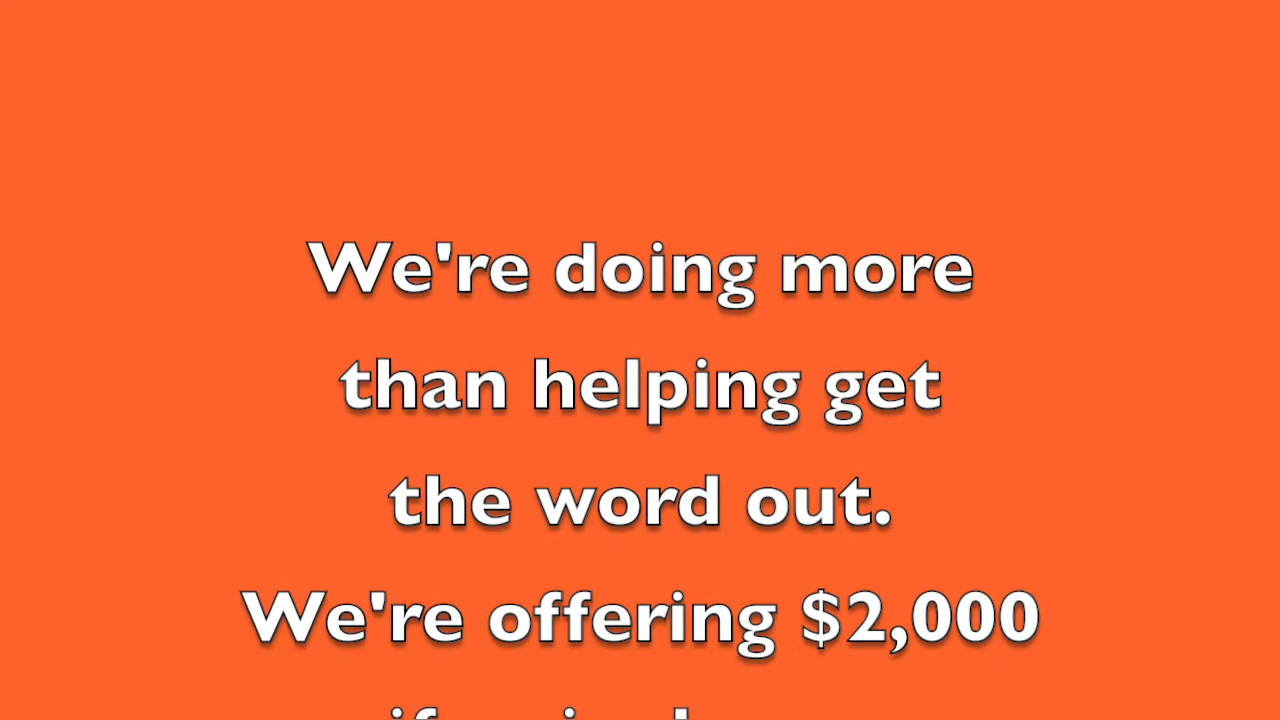 We're doing more
than helping get
the word out.
We're offering $2,000